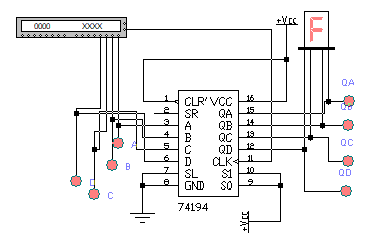 0000 XXXX
+Vcc
F
QA
QB
QC
QD
1 CLR' VCC 16
2 SR QA 15
3 A QB 14
4 B QC 13
5 C QD 12
6 D CLK 11
7 SL S1 10
8 GND S0 9
74194
A
B
C
D
+Vcc